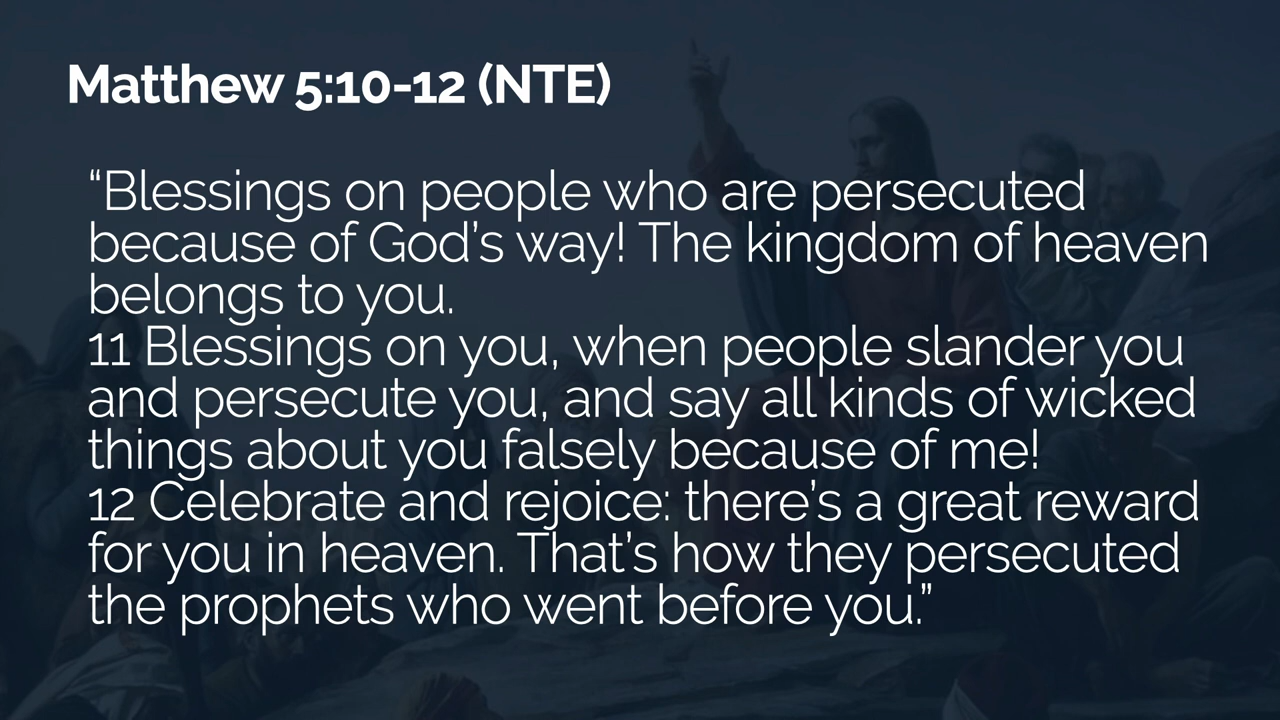 Matthew 5:10-12 (NTE)
“Blessings on people who are persecuted
because of God’s way! The kingdom of heaven
belongs to you.
11 Blessings on you, when people slander you
and persecute you, and say all kinds of wicked
things about you falsely because of me!
12 Celebrate and rejoice: there’s a great reward
for you in heaven. That’s how they persecuted
the prophets who went before you.”